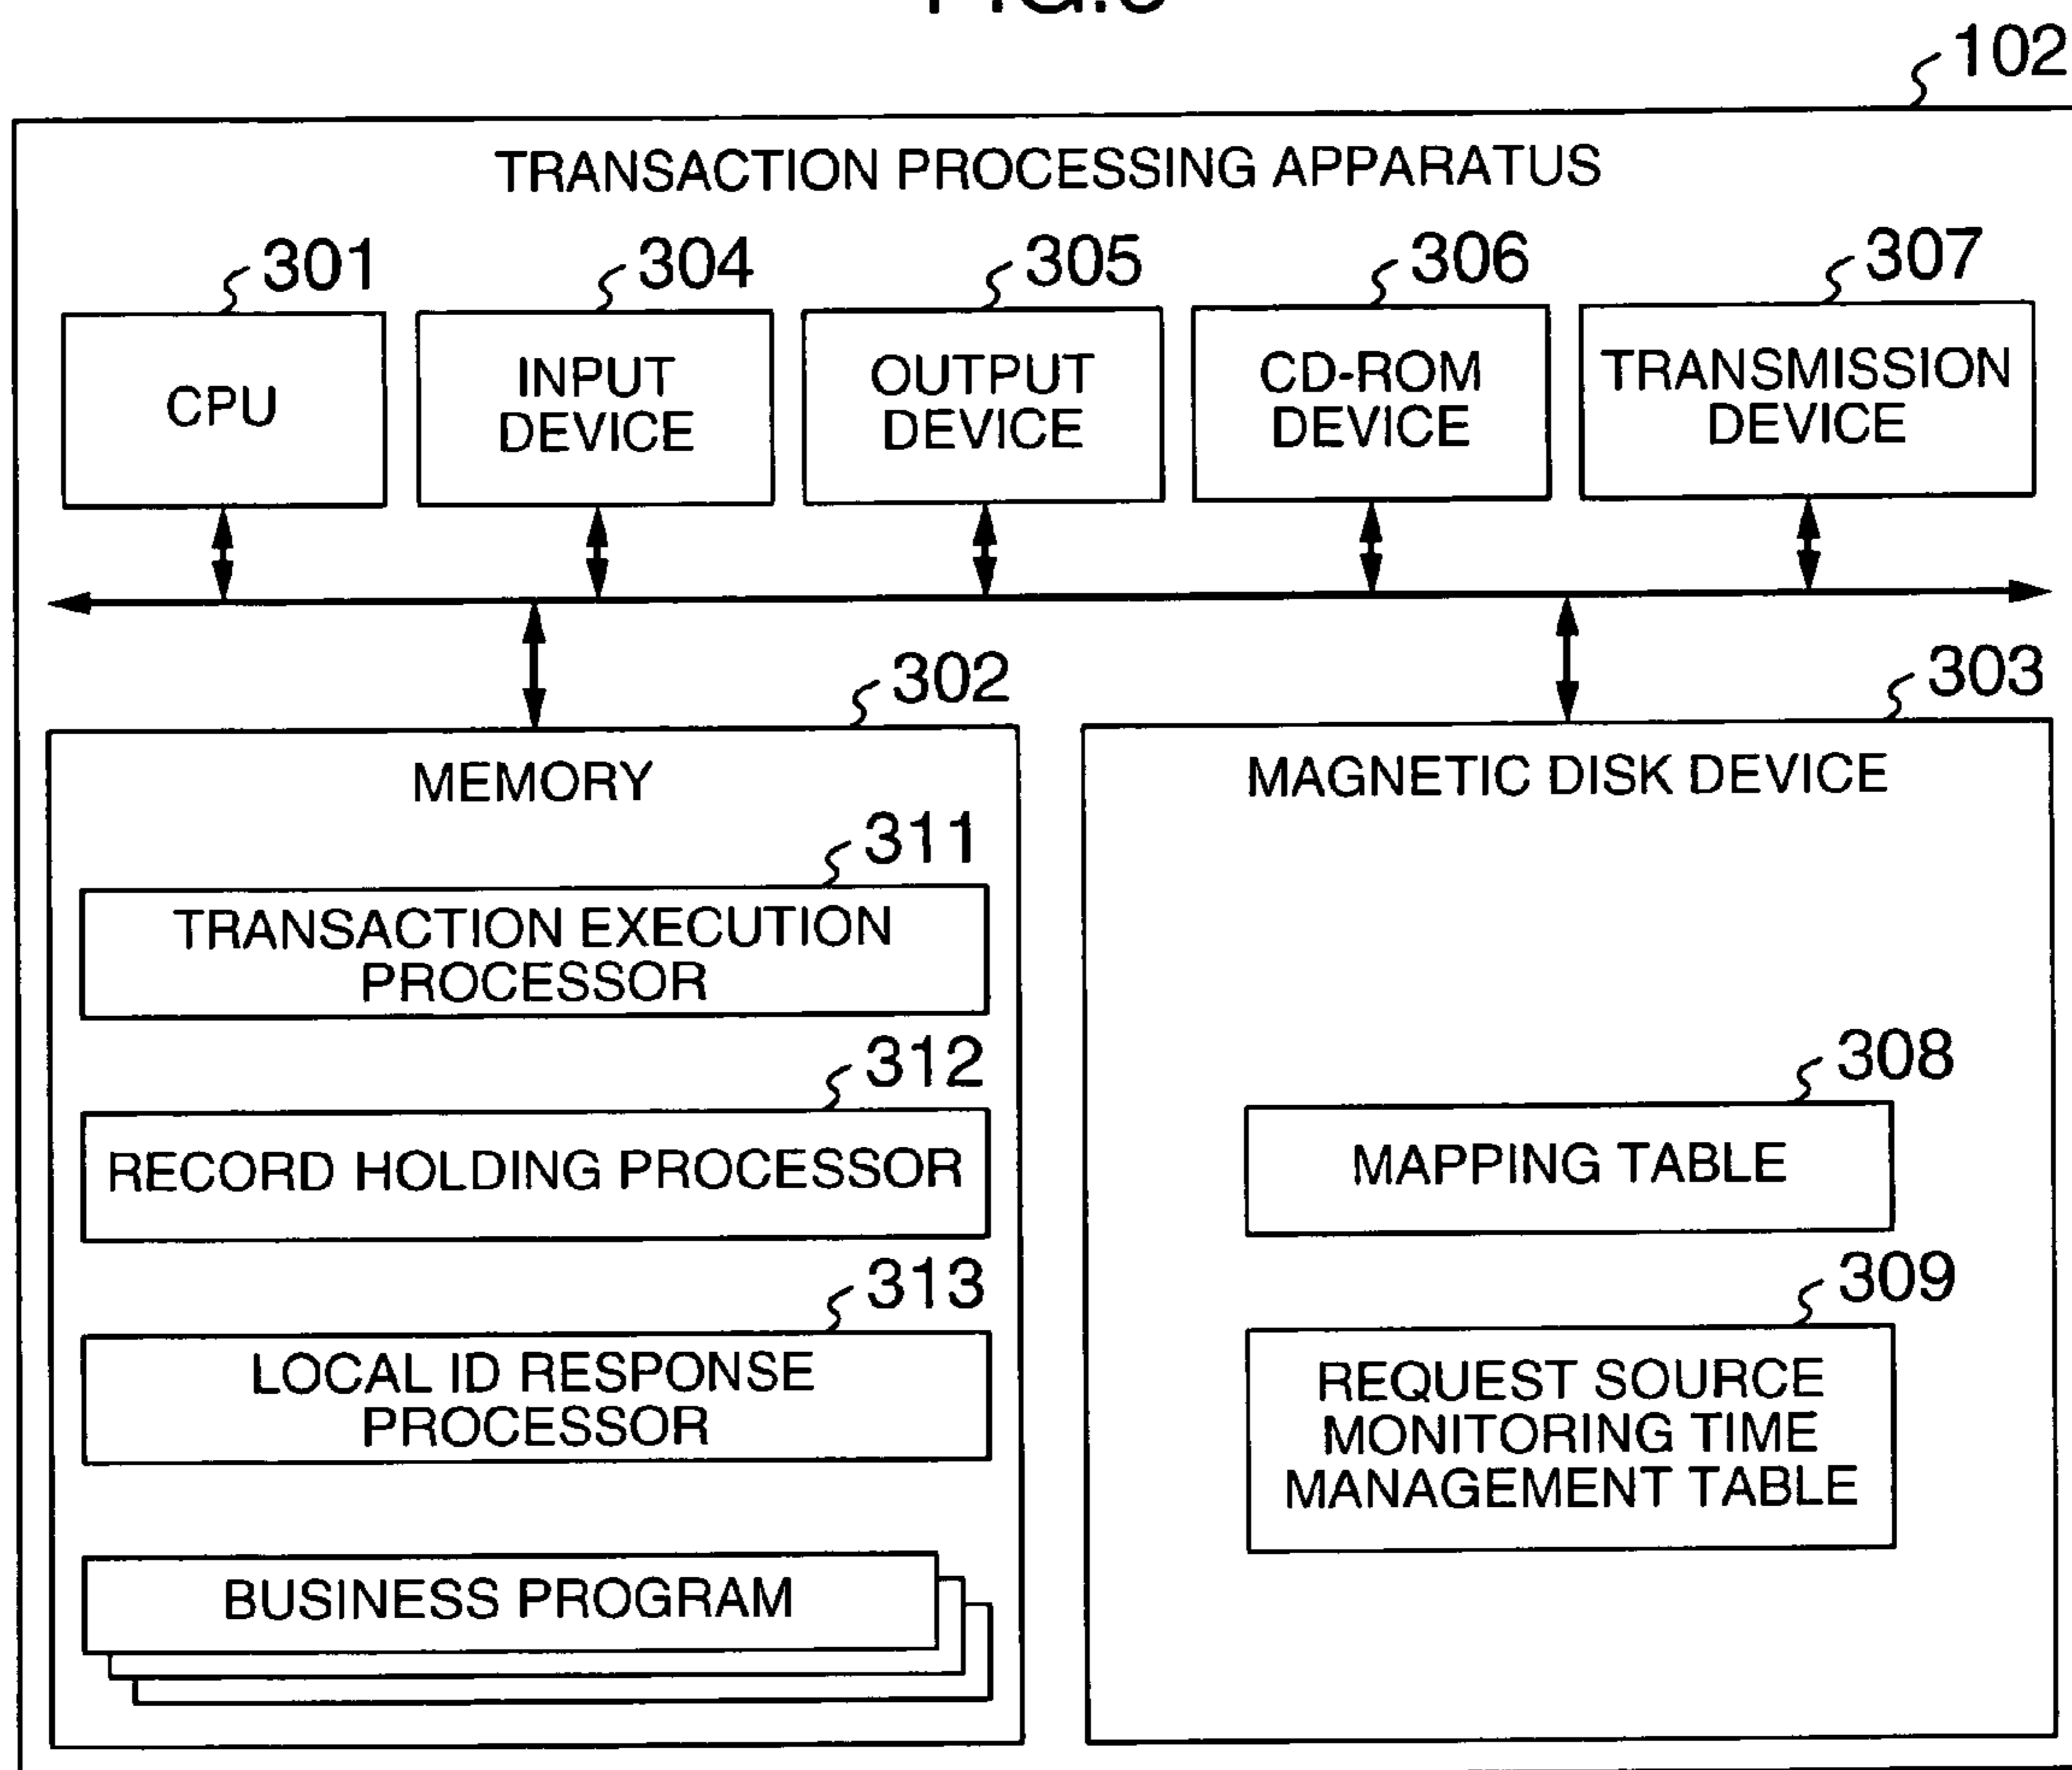 102
TRANSACTION PROCESSING APPARATUS
301
304
305
306
307
CPU
INPUT
DEVICE
OUTPUT
DEVICE
CD-ROM
DEVICE
TRANSMISSION
DEVICE
302
303
MEMORY
MAGNETIC DISK DEVICE
311
TRANSACTION EXECUTION
PROCESSOR
312
RECORD HOLDING PROCESSOR
313
LOCAL ID RESPONSE
PROCESSOR
BUSINESS PROGRAM
308
MAPPING TABLE
309
REQUEST SOURCE
MONITORING TIME
MANAGEMENT TABLE